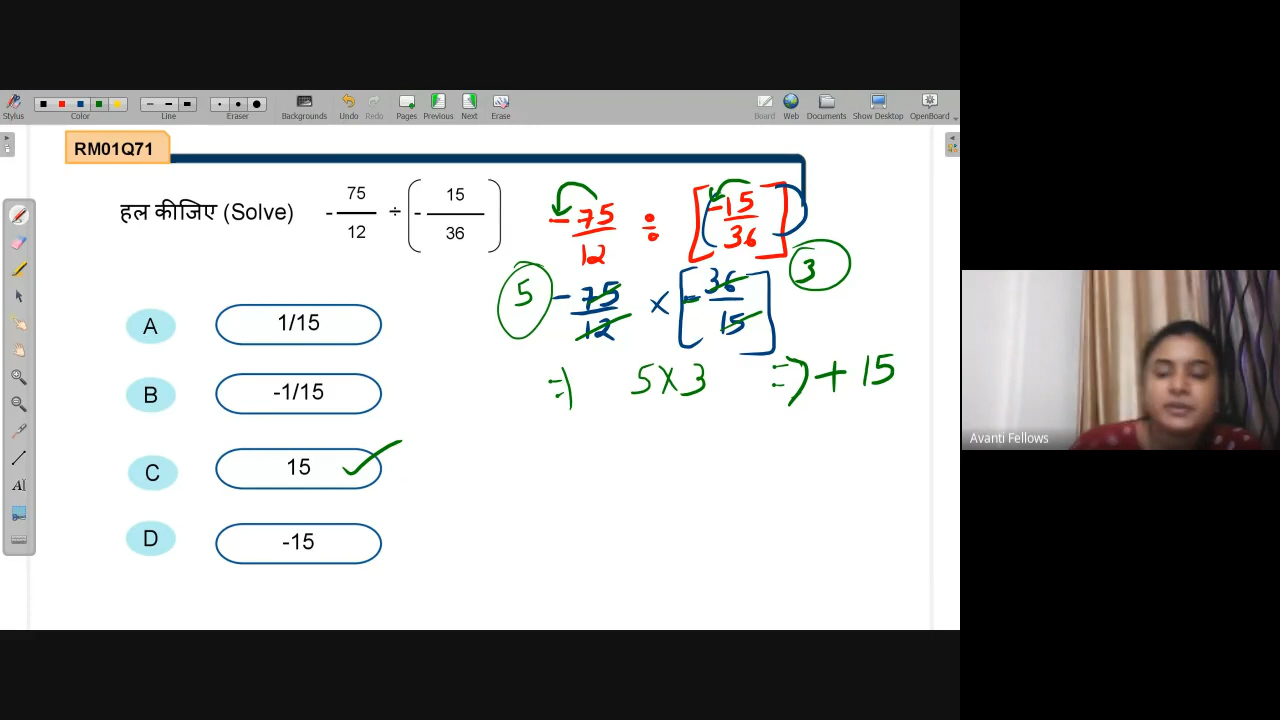 Stylus Color Line Eraser Backgrounds Undo Redo Pages Previous Next Erase Board Web Documents Show Desktop OpenBoard
RM01Q71
हल कीजिए (Solve) - 75/12 ÷ ( - 15/36 )
A 1/15
B -1/15
C 15 ✓
D -15
-75/12 ÷ [(-15/36)]
5 -75/12 × [-36/15] 3
=> 5×3 => +15
Avanti Fellows